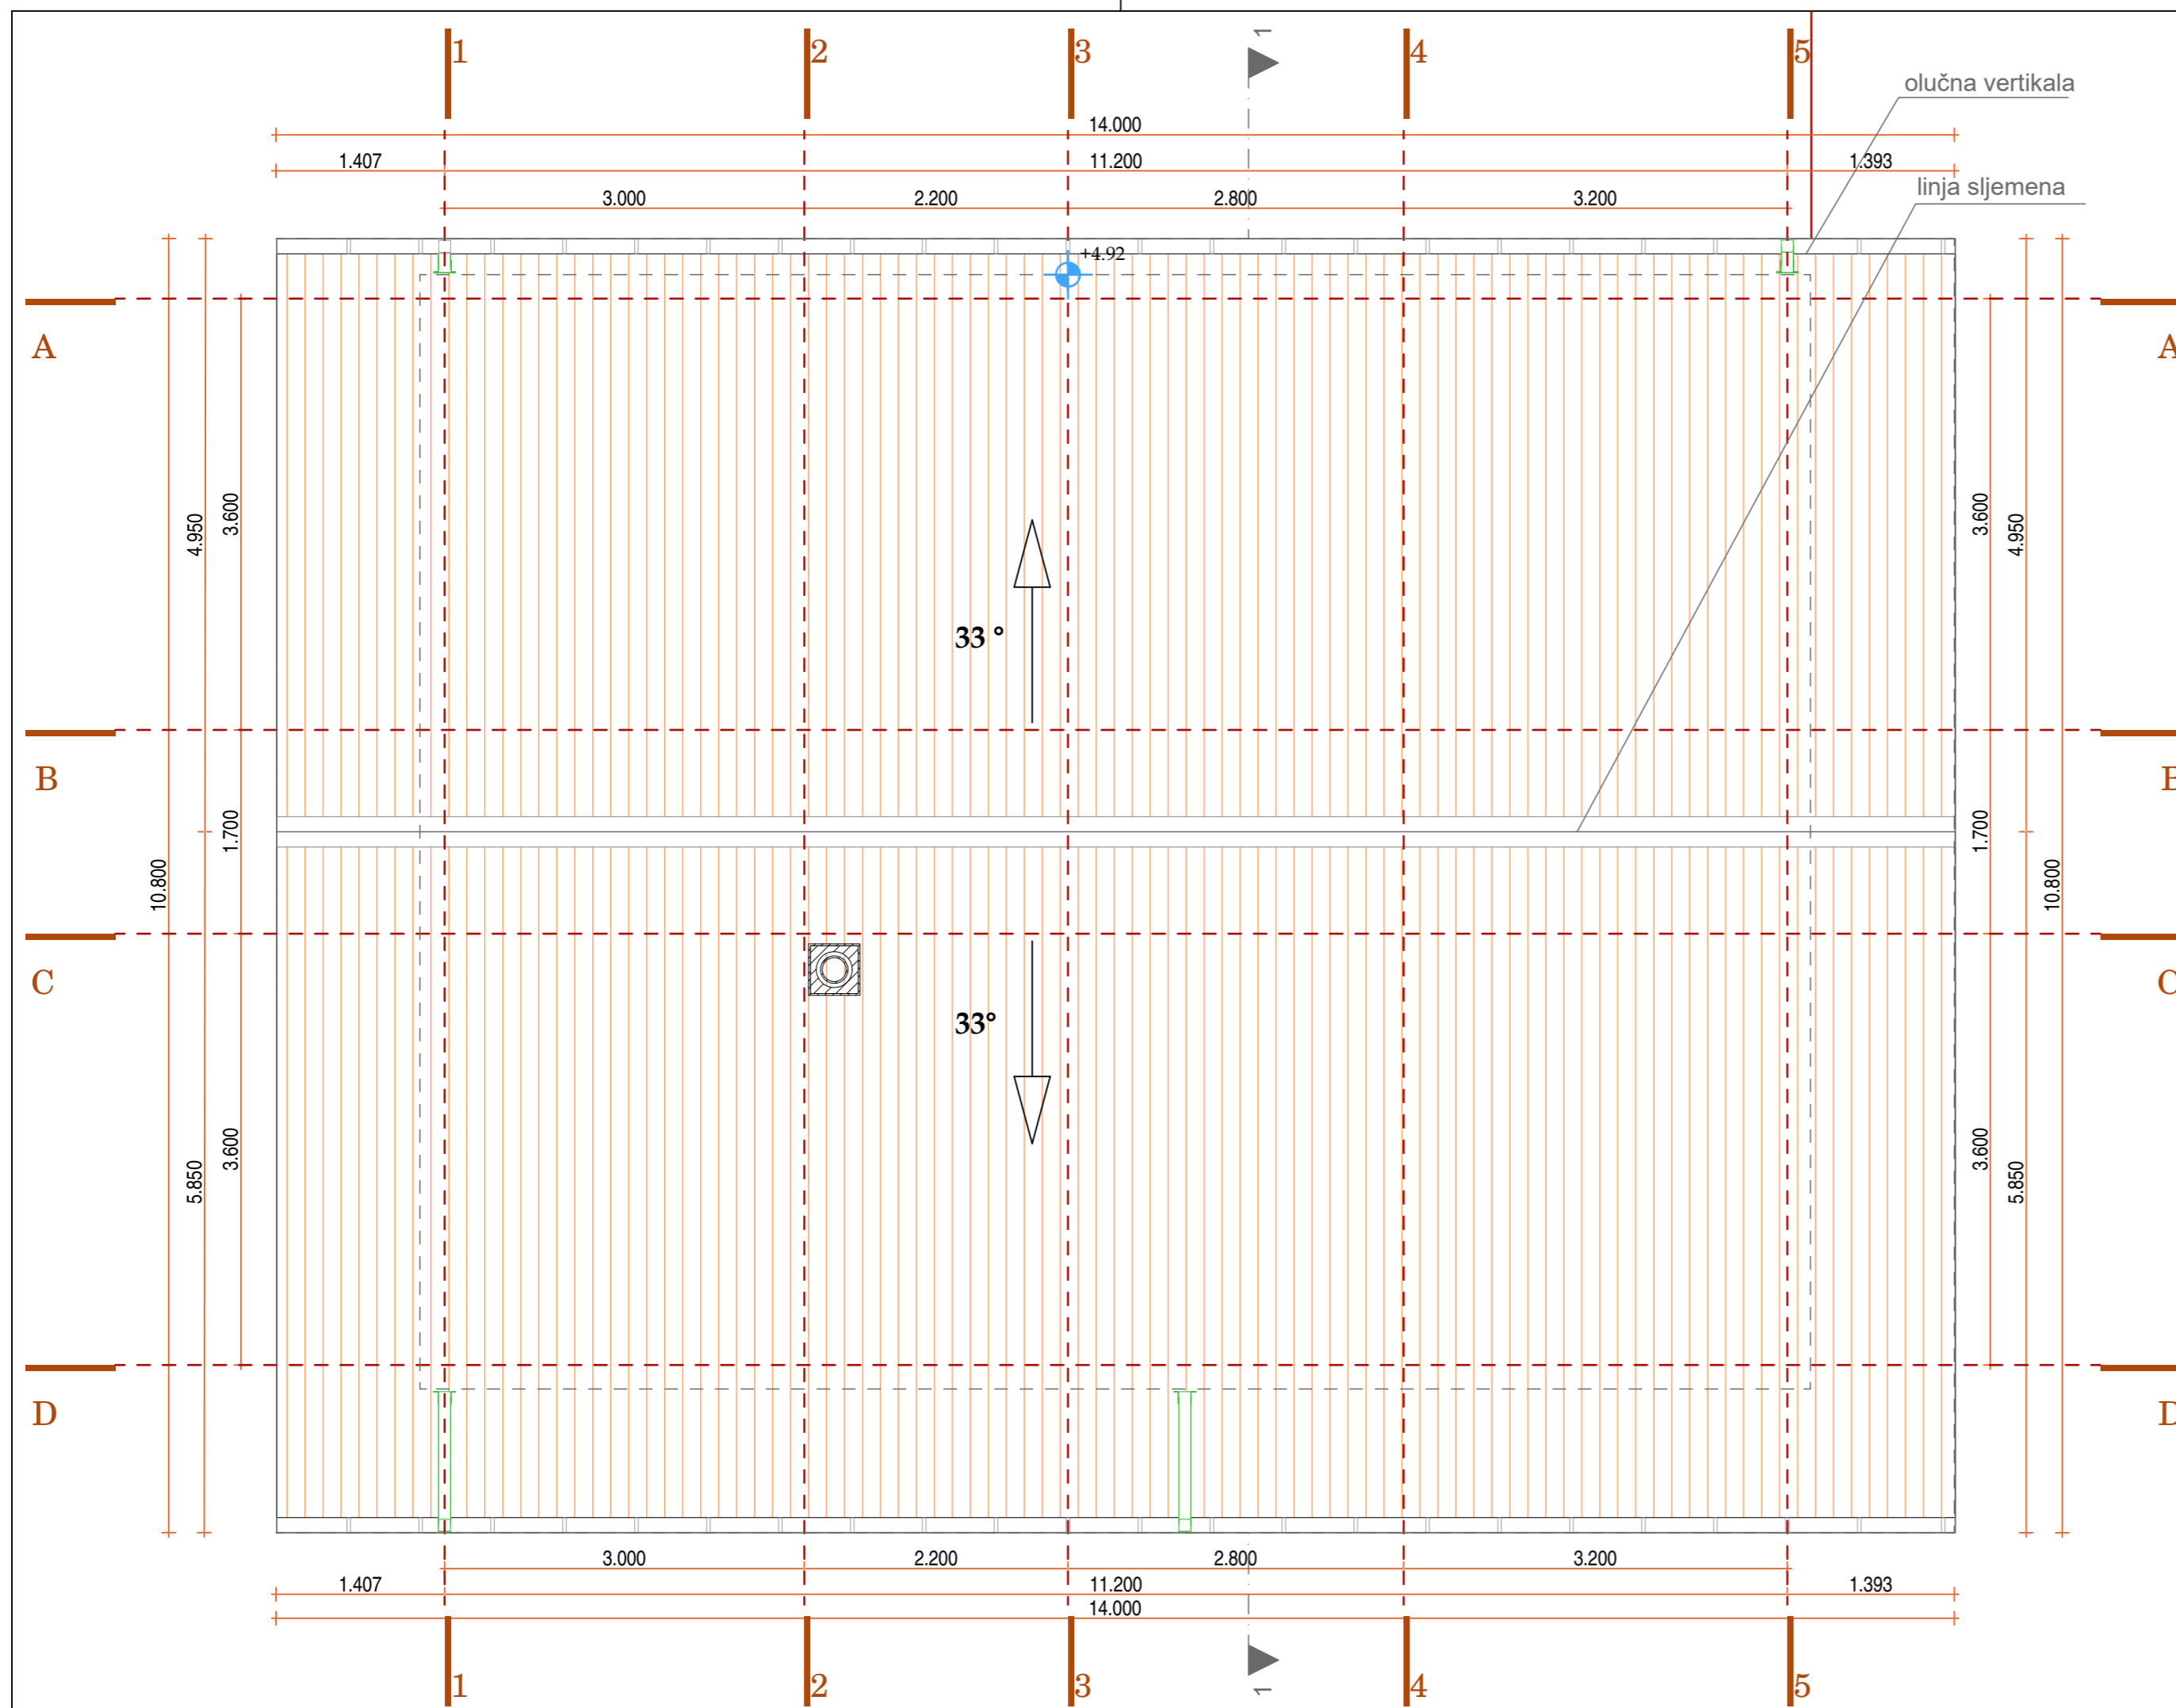 1 2 3 1 4 5
olučna vertikala
14.000
1.407 11.200 1.393
linja sljemena
3.000 2.200 2.800 3.200
+4.92
A A
3.600 3.600
4.950 4.950
33 °
B B
1.700 1.700
10.800 10.800
C C
33°
3.600 3.600
5.850 5.850
D D
3.000 2.200 2.800 3.200
1.407 11.200 1.393
14.000
1 2 3 1 4 5